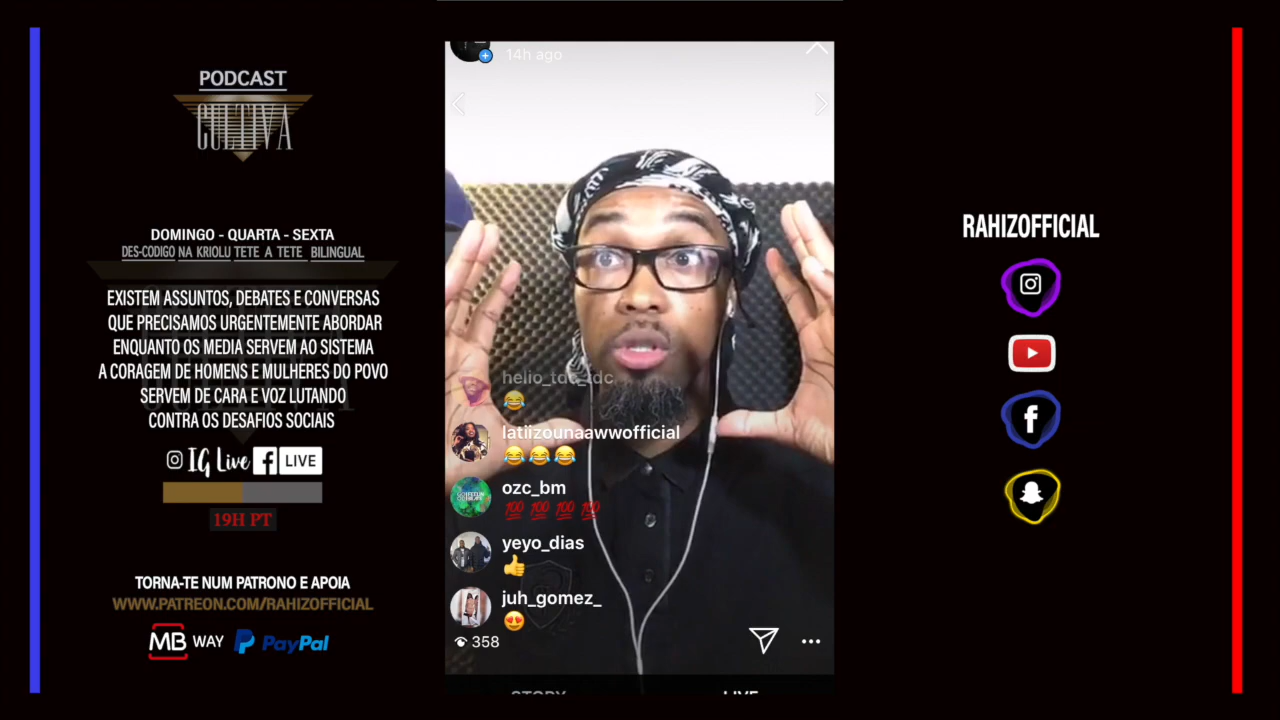 PODCAST
CULTIVA
DOMINGO - QUARTA - SEXTA
DES-CODIGO NA KRIOLU TETE A TETE BILINGUAL
EXISTEM ASSUNTOS, DEBATES E CONVERSAS
QUE PRECISAMOS URGENTEMENTE ABORDAR
ENQUANTO OS MEDIA SERVEM AO SISTEMA
A CORAGEM DE HOMENS E MULHERES DO POVO
SERVEM DE CARA E VOZ LUTANDO
CONTRA OS DESAFIOS SOCIAIS
IG Live f LIVE
19H PT
TORNA-TE NUM PATRONO E APOIA
WWW.PATREON.COM/RAHIZOFFICIAL
MB WAY PayPal
14h ago
helio_tdc_tdc
😂
latiizounaawwofficial
😂😂😂
ozc_bm
💯💯💯💯
yeyo_dias
👍
juh_gomez_
😍
358
STORY LIVE
RAHIZOFFICIAL